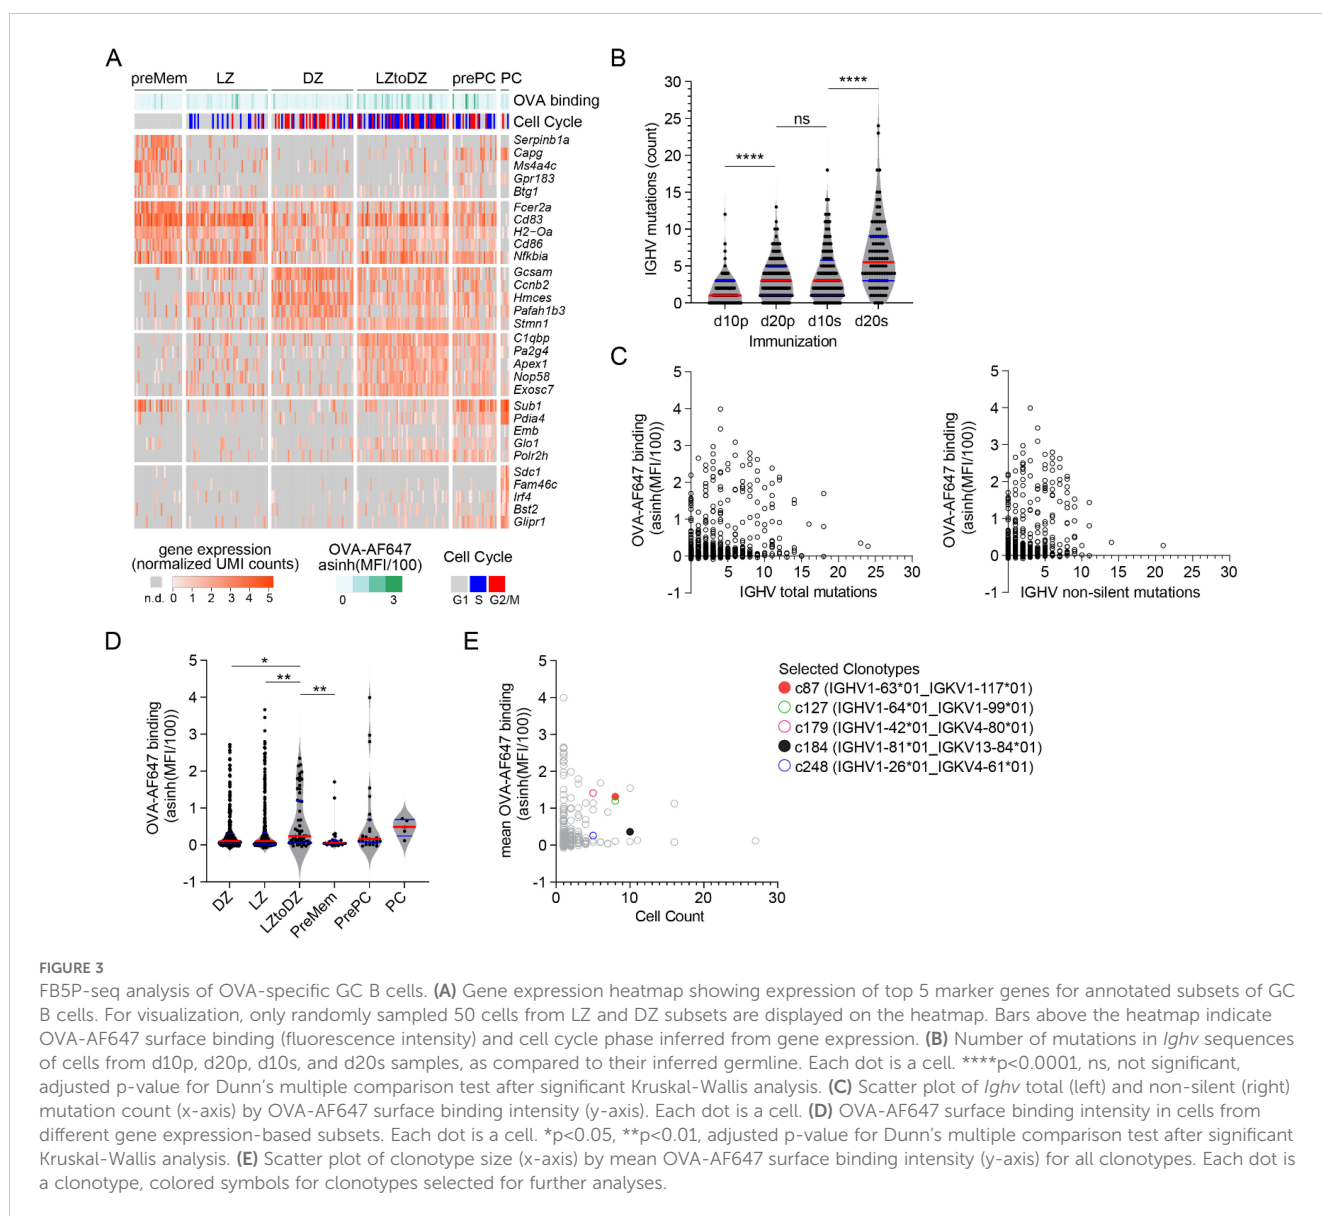 A
preMem LZ DZ LZtoDZ prePC PC
OVA binding
Cell Cycle
Serpinb1a
Capg
Ms4a4c
Gpr183
Btg1
Fcer2a
Cd83
H2-Oa
Cd86
Nfkbia
Gcsam
Ccnb2
Hmces
Pafah1b3
Stmn1
C1qbp
Pa2g4
Apex1
Nop58
Exosc7
Sub1
Pdia4
Emb
Glo1
Polr2h
Sdc1
Fam46c
Irf4
Bst2
Glipr1
gene expression
(normalized UMI counts)
n.d. 0 1 2 3 4 5
OVA-AF647
asinh(MFI/100)
0 3
Cell Cycle
G1 S G2/M
B
IGHV mutations (count)
30
25
20
15
10
5
0
****
ns
****
d10p d20p d10s d20s
Immunization
C
OVA-AF647 binding
(asinh(MFI/100))
5
4
3
2
1
0
-1
5 10 15 20 25 30
IGHV total mutations
OVA-AF647 binding
(asinh(MFI/100))
5
4
3
2
1
0
-1
5 10 15 20 25 30
IGHV non-silent mutations
D
OVA-AF647 binding
(asinh(MFI/100))
5
4
3
2
1
0
-1
*
**
**
DZ LZ LZtoDZ PreMem PrePC PC
E
mean OVA-AF647 binding
(asinh(MFI/100))
5
4
3
2
1
0
-1
0 10 20 30
Cell Count
Selected Clonotypes
c87 (IGHV1-63*01_IGKV1-117*01)
c127 (IGHV1-64*01_IGKV1-99*01)
c179 (IGHV1-42*01_IGKV4-80*01)
c184 (IGHV1-81*01_IGKV13-84*01)
c248 (IGHV1-26*01_IGKV4-61*01)
FIGURE 3
FB5P-seq analysis of OVA-specific GC B cells. (A) Gene expression heatmap showing expression of top 5 marker genes for annotated subsets of GC
B cells. For visualization, only randomly sampled 50 cells from LZ and DZ subsets are displayed on the heatmap. Bars above the heatmap indicate
OVA-AF647 surface binding (fluorescence intensity) and cell cycle phase inferred from gene expression. (B) Number of mutations in Ighv sequences
of cells from d10p, d20p, d10s, and d20s samples, as compared to their inferred germline. Each dot is a cell. ****p<0.0001, ns, not significant,
adjusted p-value for Dunn's multiple comparison test after significant Kruskal-Wallis analysis. (C) Scatter plot of Ighv total (left) and non-silent (right)
mutation count (x-axis) by OVA-AF647 surface binding intensity (y-axis). Each dot is a cell. (D) OVA-AF647 surface binding intensity in cells from
different gene expression-based subsets. Each dot is a cell. *p<0.05, **p<0.01, adjusted p-value for Dunn's multiple comparison test after significant
Kruskal-Wallis analysis. (E) Scatter plot of clonotype size (x-axis) by mean OVA-AF647 surface binding intensity (y-axis) for all clonotypes. Each dot is
a clonotype, colored symbols for clonotypes selected for further analyses.